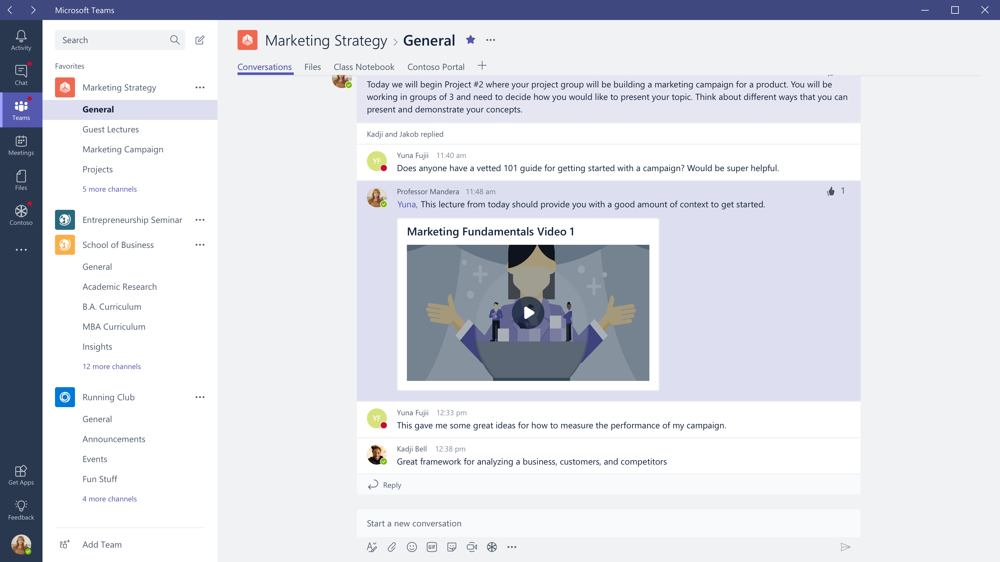 Microsoft Teams
Activity
Chat
Teams
Meetings
Files
Contoso
Get Apps
Feedback
Search
Favorites
Marketing Strategy
General
Guest Lectures
Marketing Campaign
Projects
5 more channels
Entrepreneurship Seminar
School of Business
General
Academic Research
B.A. Curriculum
MBA Curriculum
Insights
12 more channels
Running Club
General
Announcements
Events
Fun Stuff
4 more channels
Add Team
Marketing Strategy > General
Conversations Files Class Notebook Contoso Portal
Today we will begin Project #2 where your project group will be building a marketing campaign for a product. You will be
working in groups of 3 and need to decide how you would like to present your topic. Think about different ways that you can
present and demonstrate your concepts.
Kadji and Jakob replied
YF
Yuna Fujii 11:40 am
Does anyone have a vetted 101 guide for getting started with a campaign? Would be super helpful.
Professor Mandera 11:48 am
1
Yuna, This lecture from today should provide you with a good amount of context to get started.
Marketing Fundamentals Video 1
YF
Yuna Fujii 12:33 pm
This gave me some great ideas for how to measure the performance of my campaign.
Kadji Bell 12:38 pm
Great framework for analyzing a business, customers, and competitors
Reply
Start a new conversation
GIF